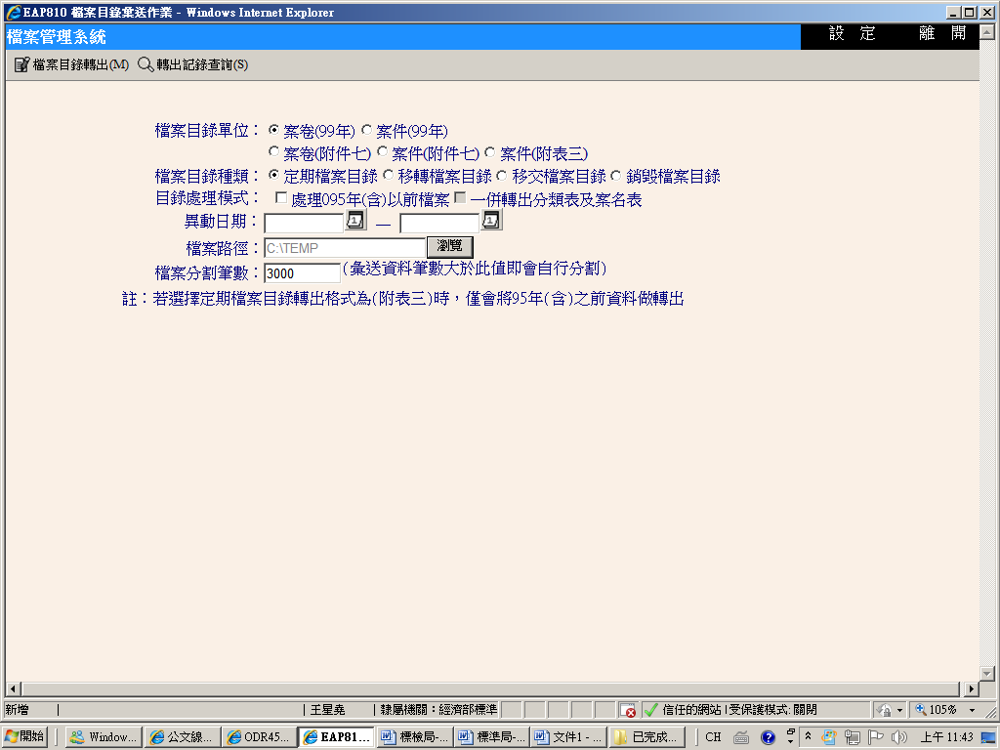 EAP810 檔案目錄彙送作業 - Windows Internet Explorer
檔案管理系統 設 定 離 開
檔案目錄轉出(M) 轉出記錄查詢(S)
檔案目錄單位： 案卷(99年) 案件(99年)
案卷(附件七) 案件(附件七) 案件(附表三)
檔案目錄種類： 定期檔案目錄 移轉檔案目錄 移交檔案目錄 銷毀檔案目錄
目錄處理模式： 處理095年(含)以前檔案 一併轉出分類表及案名表
異動日期： —
檔案路徑： C:\TEMP 瀏覽
檔案分割筆數： 3000 (彙送資料筆數大於此值即會自行分割)
註：若選擇定期檔案目錄轉出格式為(附表三)時，僅會將95年(含)之前資料做轉出
新增 | | 王星堯 | 隸屬機關：經濟部標準 信任的網站 | 受保護模式: 關閉 105%
開始 Window... 公文線... ODR45... EAP81... 標檢局-... 標準局-... 文件1 - ... 已完成... CH 上午 11:43